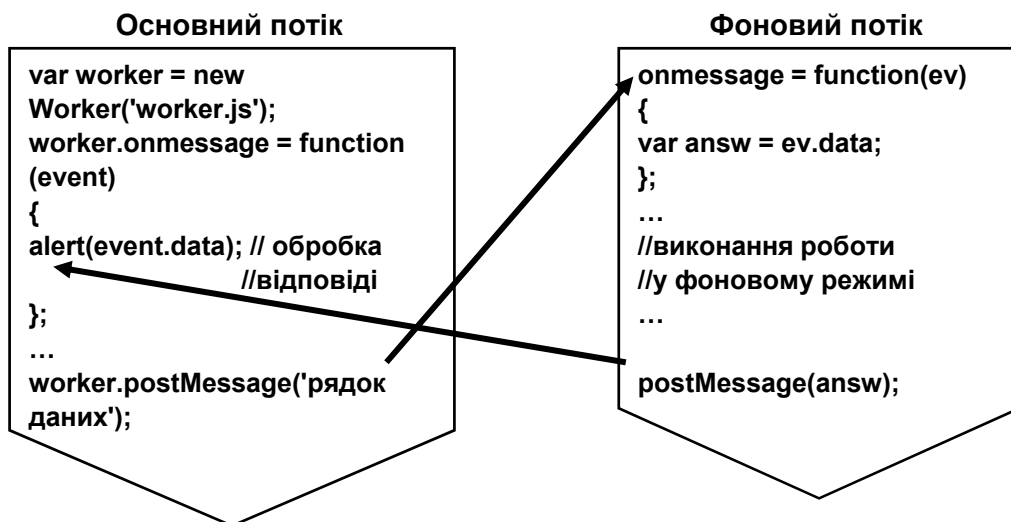 Основний потік
var worker = new
Worker('worker.js');
worker.onmessage = function
(event)
{
alert(event.data); // обробка
//відповіді
};
…
worker.postMessage('рядок
даних');
Фоновий потік
onmessage = function(ev)
{
var answ = ev.data;
};
…
//виконання роботи
//у фоновому режимі
…
postMessage(answ);